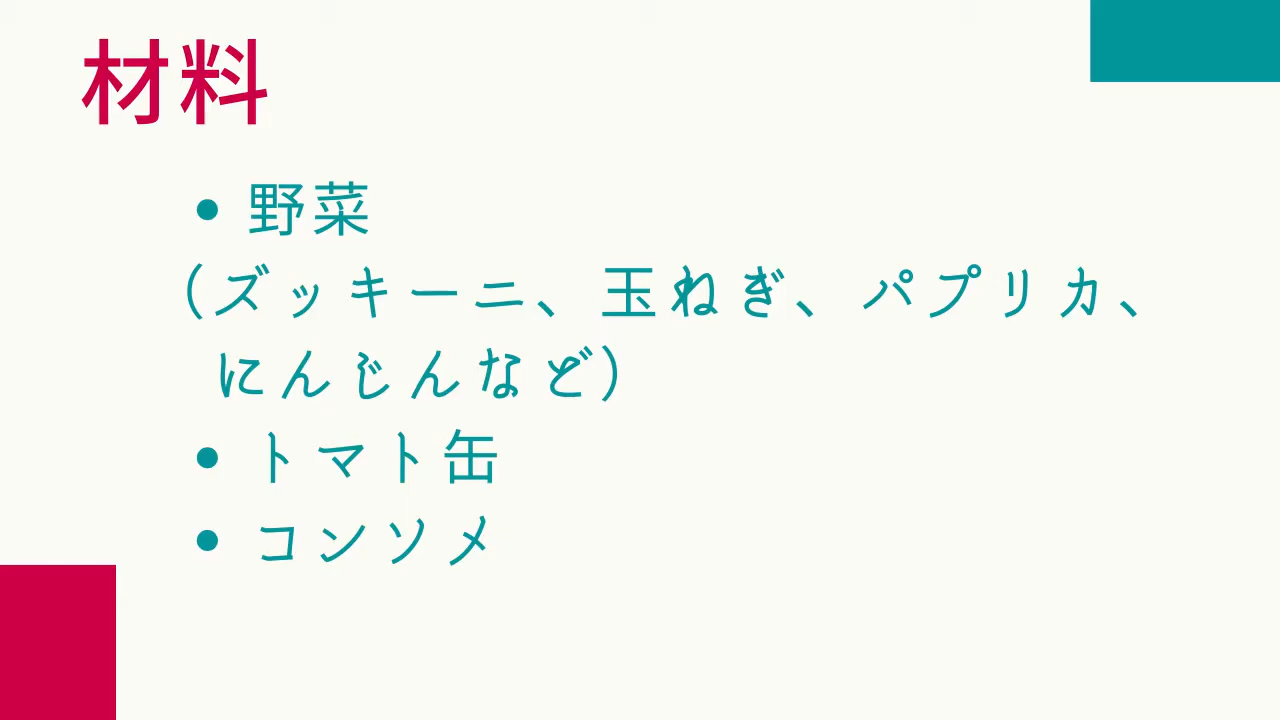 材料
• 野菜
（ズッキーニ、玉ねぎ、パプリカ、
にんじんなど）
• トマト缶
• コンソメ